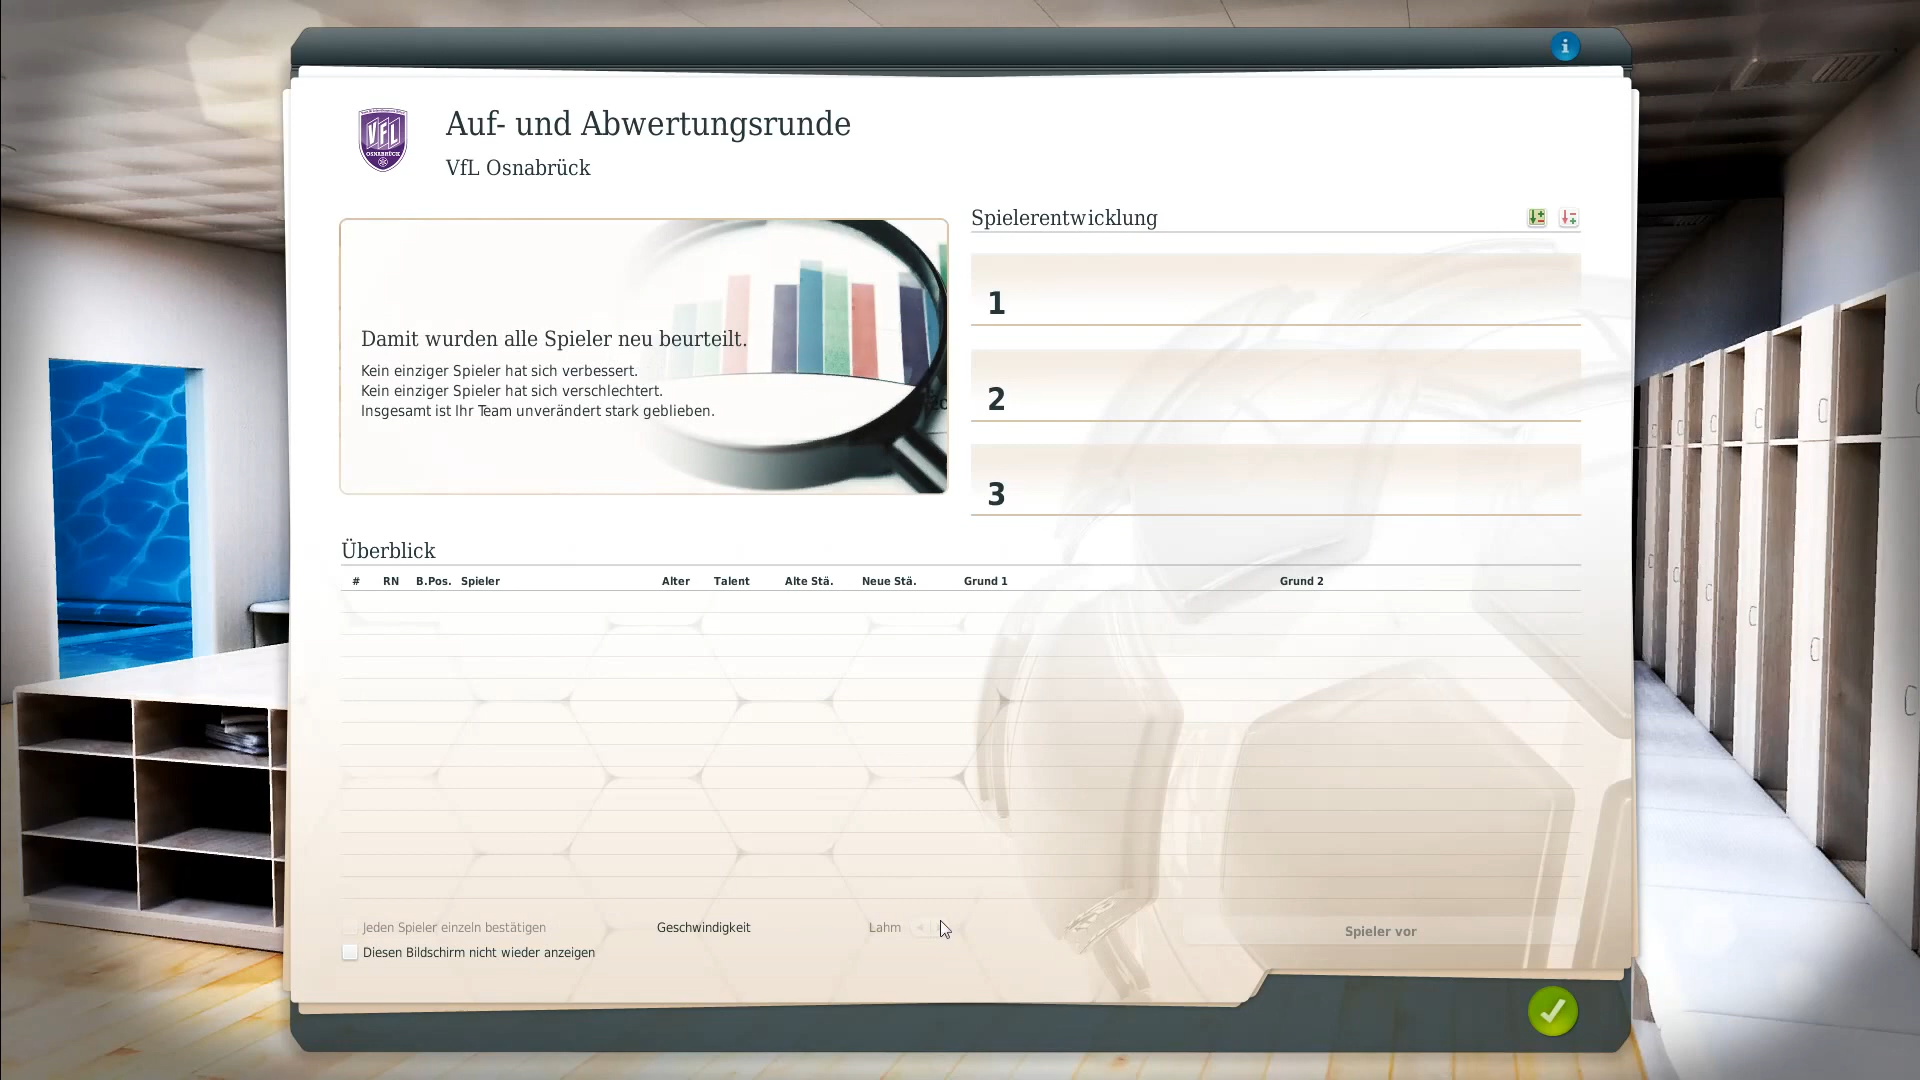 Auf- und Abwertungsrunde
VfL Osnabrück
VFL
OSNABRÜCK
Spielerentwicklung
1
2
3
Damit wurden alle Spieler neu beurteilt.
Kein einziger Spieler hat sich verbessert.
Kein einziger Spieler hat sich verschlechtert.
Insgesamt ist Ihr Team unverändert stark geblieben.
Überblick
# RN B.Pos. Spieler Alter Talent Alte Stä. Neue Stä. Grund 1 Grund 2
Jeden Spieler einzeln bestätigen Geschwindigkeit Lahm Spieler vor
Diesen Bildschirm nicht wieder anzeigen